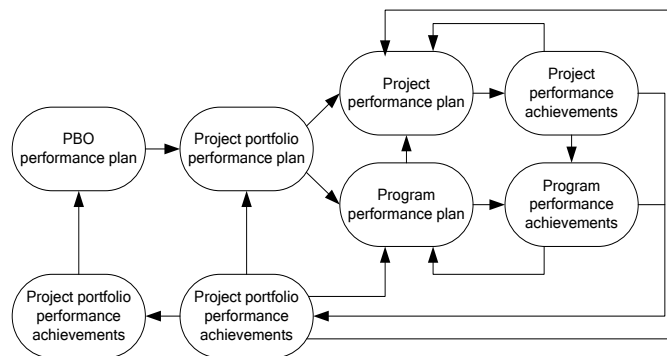 Project
performance plan
Project
performance
achievements
PBO
performance plan
Project portfolio
performance plan
Program
performance plan
Program
performance
achievements
Project portfolio
performance
achievements
Project portfolio
performance
achievements